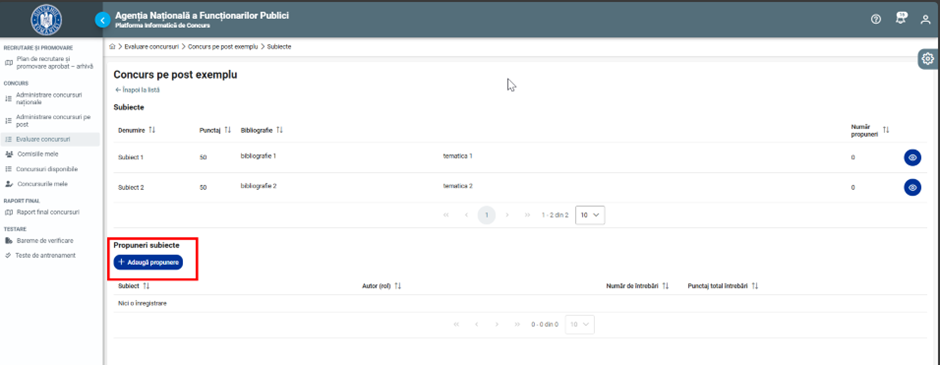 Agenția Națională a Funcționarilor Publici
Platforma Informatică de Concurs
RECRUTARE ȘI PROMOVARE
Plan de recrutare și
promovare aprobat – arhivă
CONCURS
Administrare concursuri
naționale
Administrare concursuri pe
post
Evaluare concursuri
Comisiile mele
Concursuri disponibile
Concursurile mele
RAPORT FINAL
Raport final concursuri
TESTARE
Bareme de verificare
Teste de antrenament
Evaluare concursuri > Concurs pe post exemplu > Subiecte
Concurs pe post exemplu
← Înapoi la listă
Subiecte
Denumire Punctaj Bibliografie Număr propuneri
Subiect 1 50 bibliografie 1 tematica 1 0
Subiect 2 50 bibliografie 2 tematica 2 0
1 1 - 2 din 2 10
Propuneri subiecte
+ Adaugă propunere
Subiect Autor (rol) Număr de întrebări Punctaj total întrebări
Nici o înregistrare
0 - 0 din 0 10